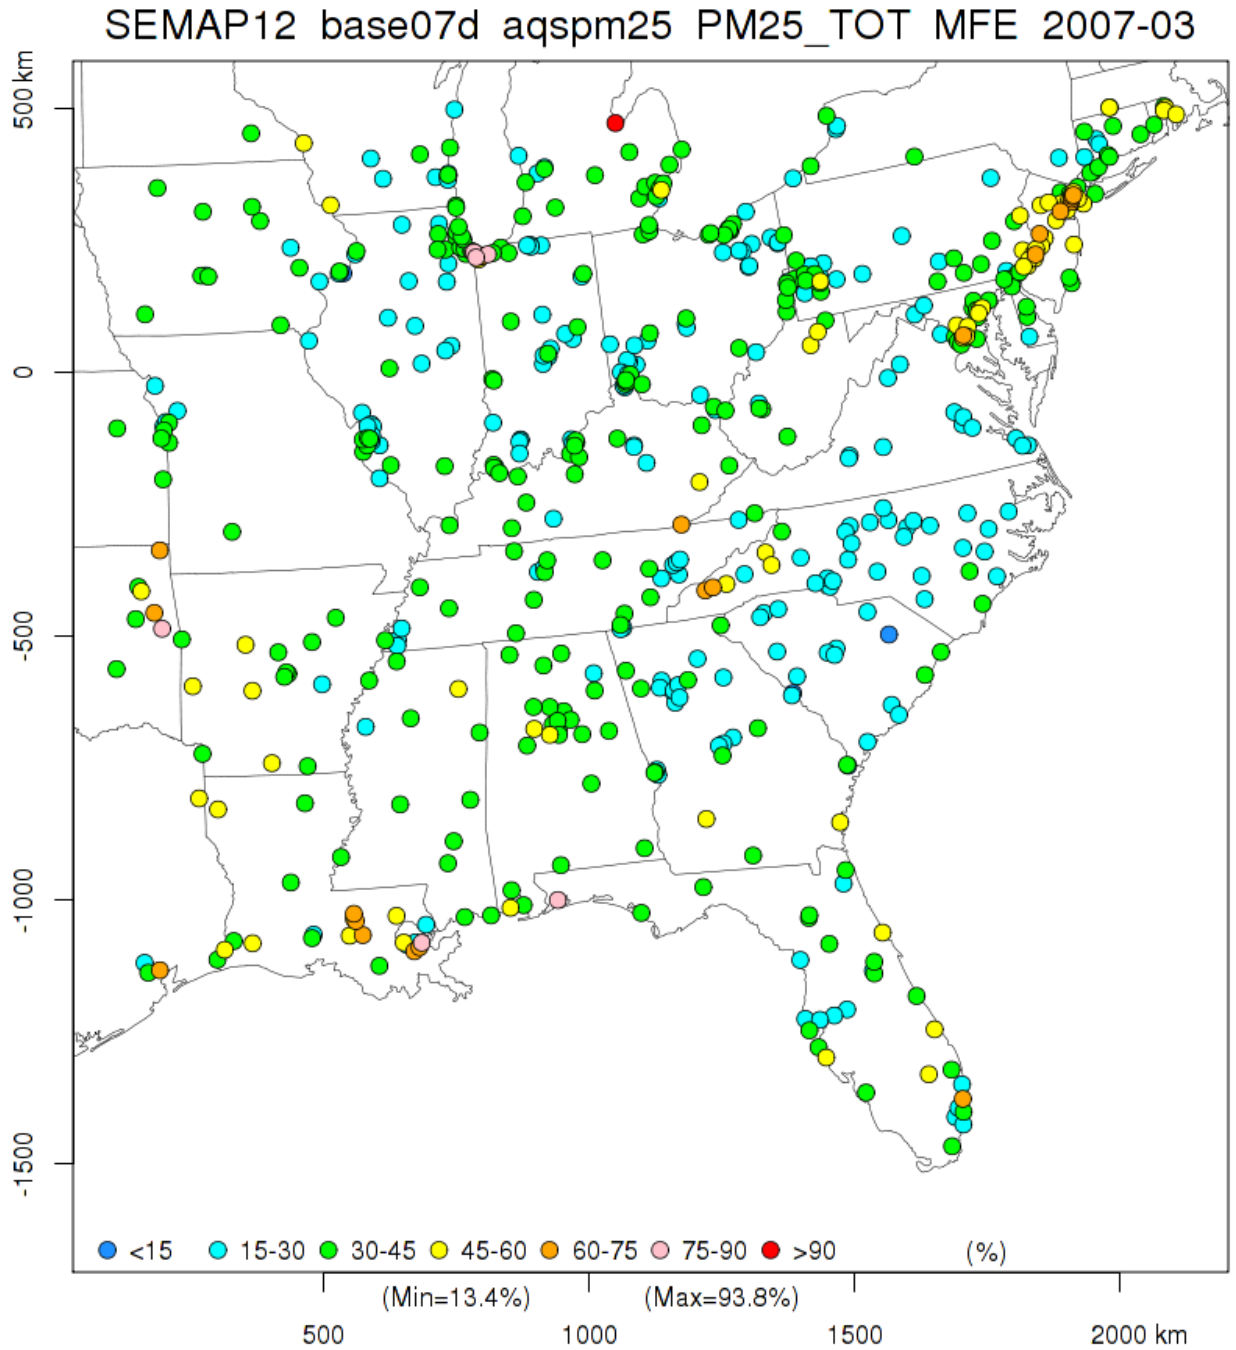 SEMAP12 base07d aqspm25 PM25_TOT MFE 2007-03
500 km
0
-500
-1000
-1500
<15 15-30 30-45 45-60 60-75 75-90 >90 (%)
(Min=13.4%) (Max=93.8%)
500 1000 1500 2000 km